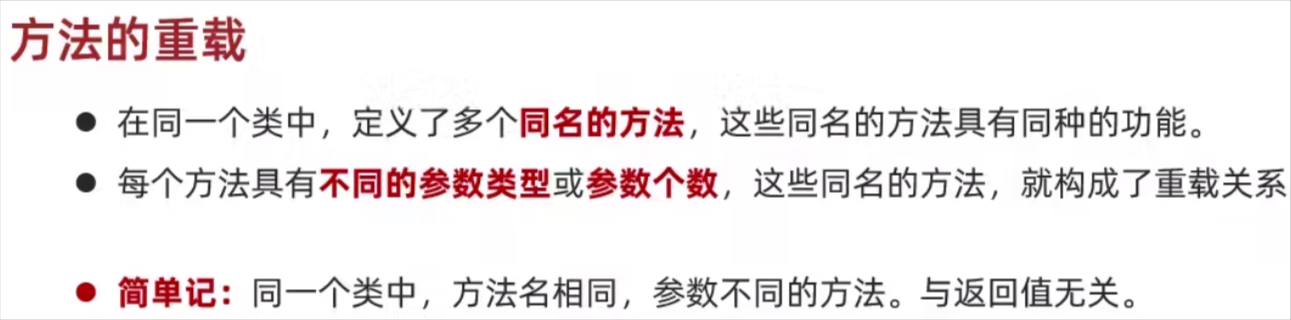 方法的重载
● 在同一个类中，定义了多个同名的方法，这些同名的方法具有同种的功能。
● 每个方法具有不同的参数类型或参数个数，这些同名的方法，就构成了重载关系
● 简单记：同一个类中，方法名相同，参数不同的方法。与返回值无关。